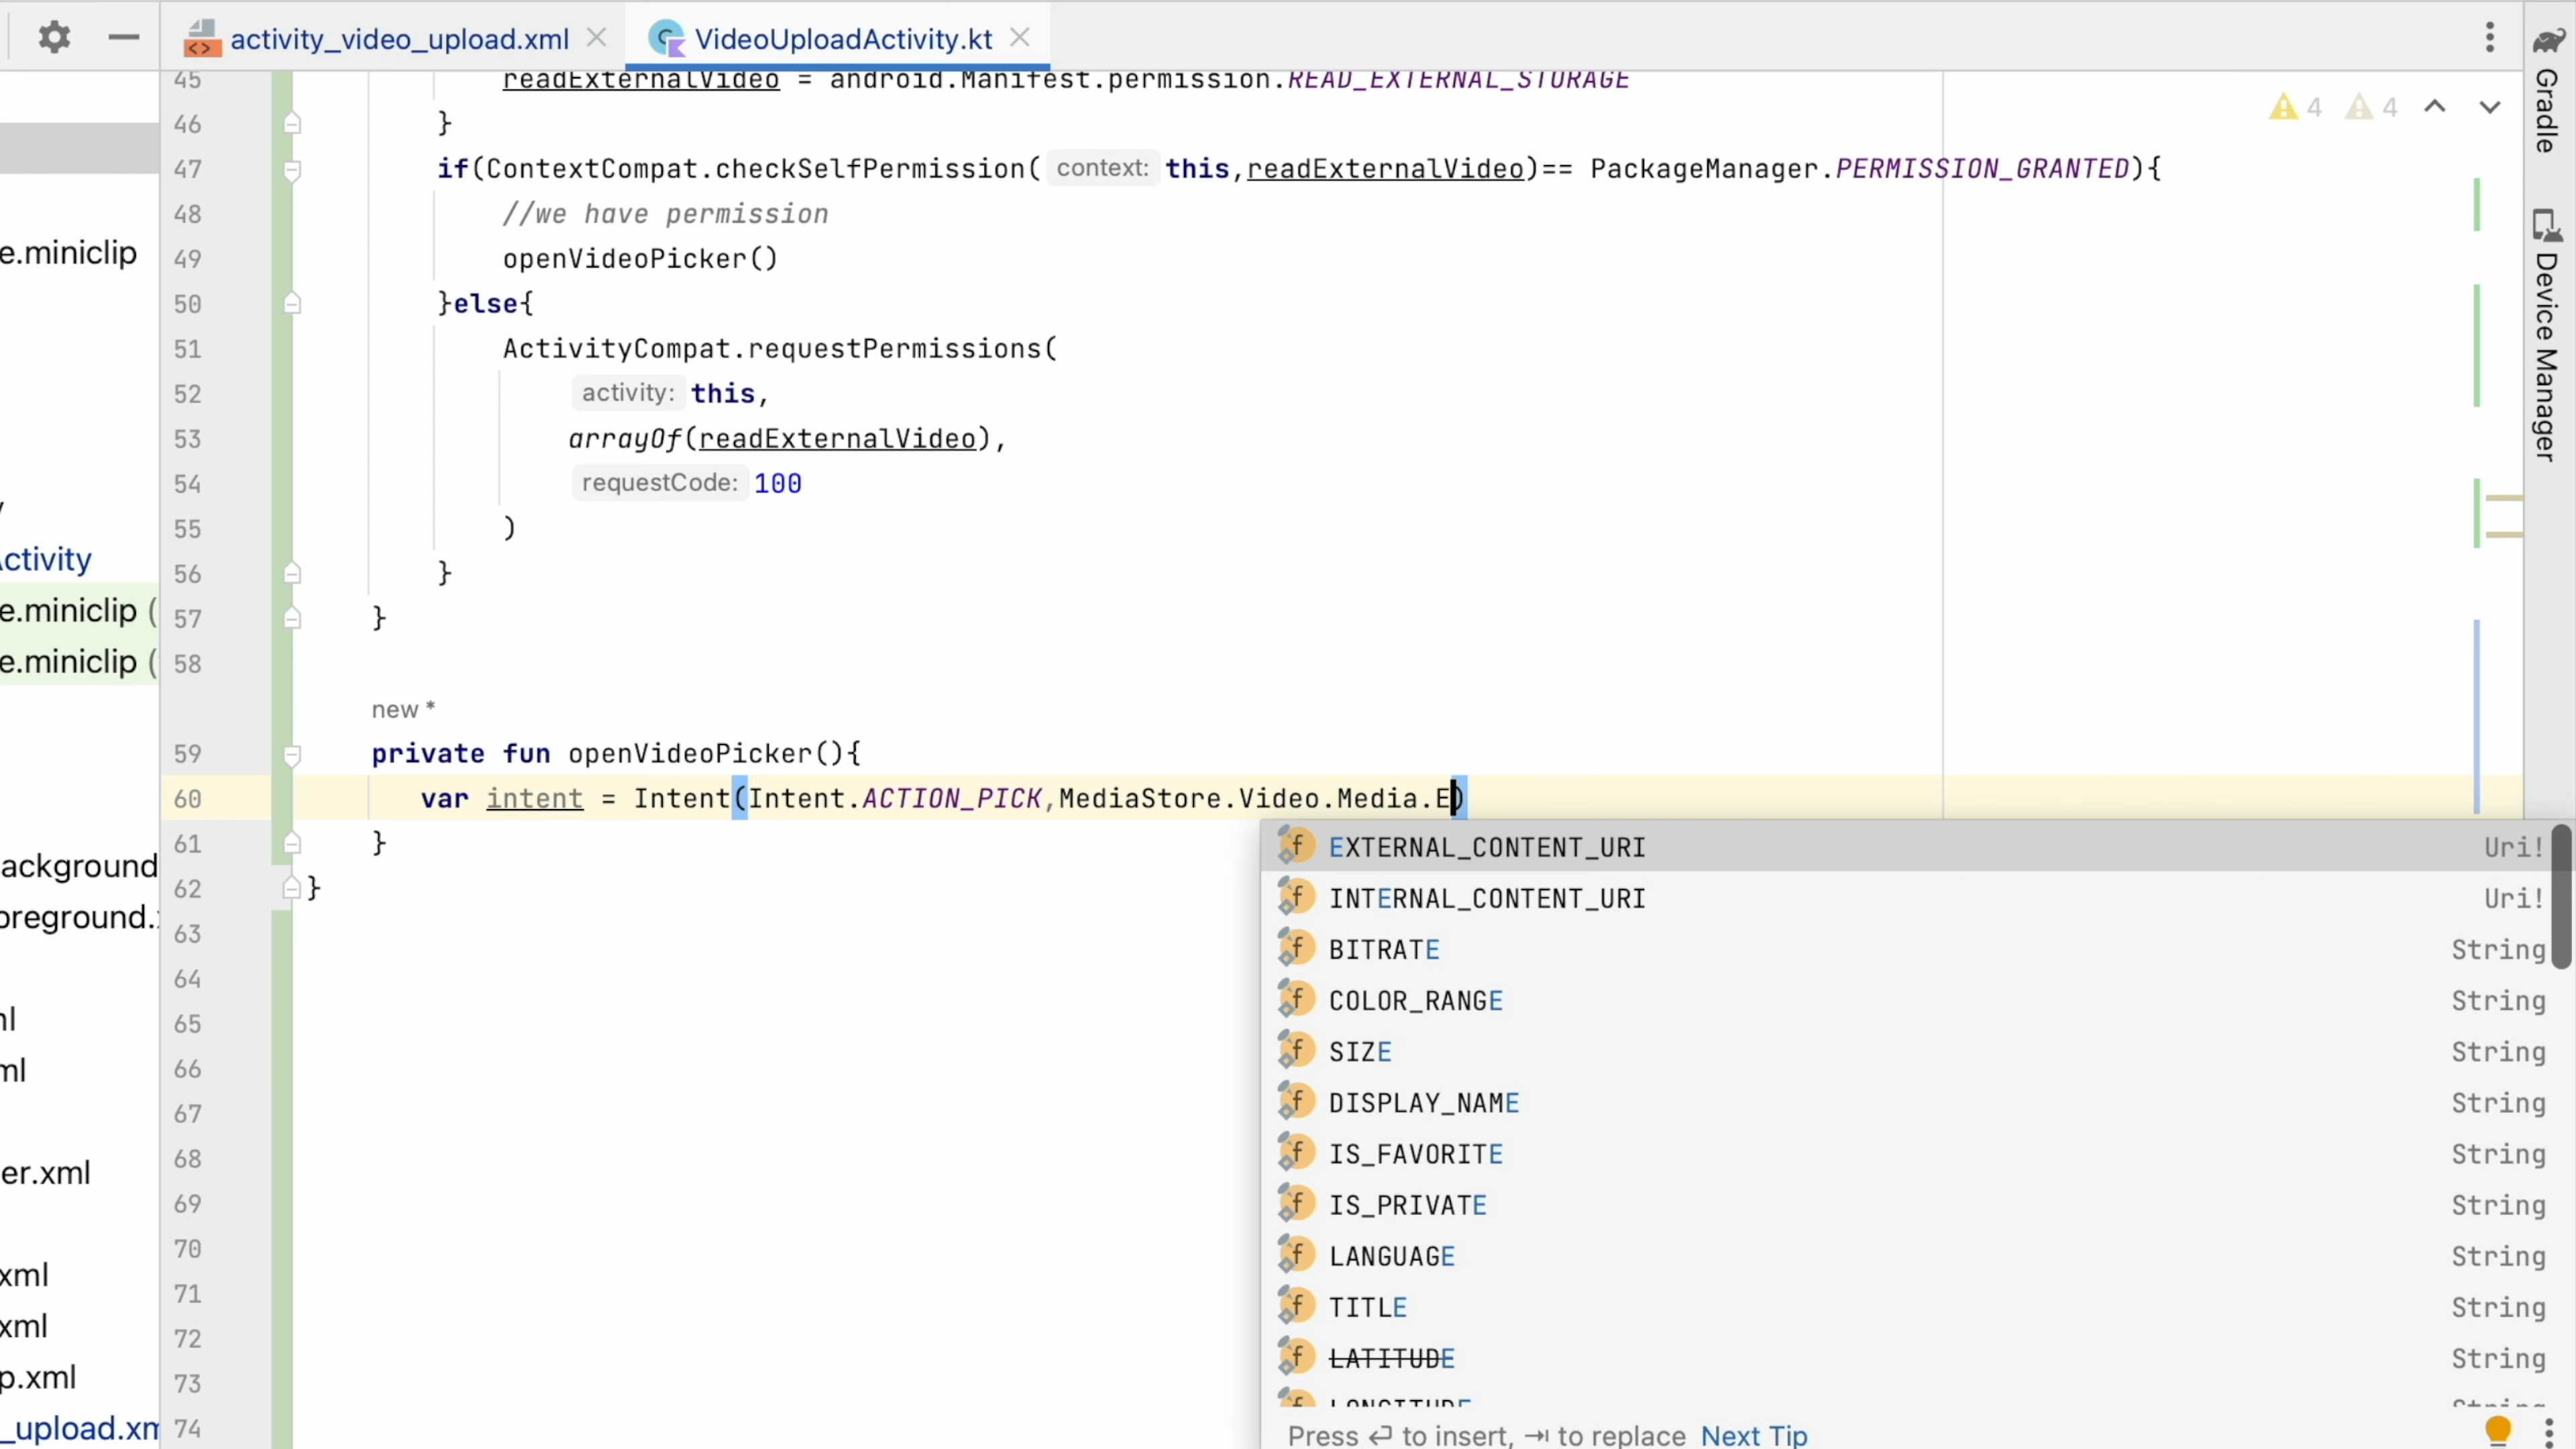 activity_video_upload.xml
VideoUploadActivity.kt
4 4
45 readExternalVideo = android.Manifest.permission.READ_EXTERNAL_STORAGE
46 }
47 if(ContextCompat.checkSelfPermission( context: this,readExternalVideo)== PackageManager.PERMISSION_GRANTED){
48 //we have permission
49 openVideoPicker()
50 }else{
51 ActivityCompat.requestPermissions(
52 activity: this,
53 arrayOf(readExternalVideo),
54 requestCode: 100
55 )
56 }
57 }
58
new *
59 private fun openVideoPicker(){
60 var intent = Intent(Intent.ACTION_PICK,MediaStore.Video.Media.E)
61 }
62 }
63
64
65
66
67
68
69
70
71
72
73
74
EXTERNAL_CONTENT_URI Uri!
INTERNAL_CONTENT_URI Uri!
BITRATE String
COLOR_RANGE String
SIZE String
DISPLAY_NAME String
IS_FAVORITE String
IS_PRIVATE String
LANGUAGE String
TITLE String
LATITUDE String
LONGITUDE String
Press ↩ to insert, ⇥ to replace Next Tip
e.miniclip
ctivity
e.miniclip (
e.miniclip (
ackground
oreground.
ml
er.xml
xml
xml
p.xml
_upload.xm
Gradle
Device Manager